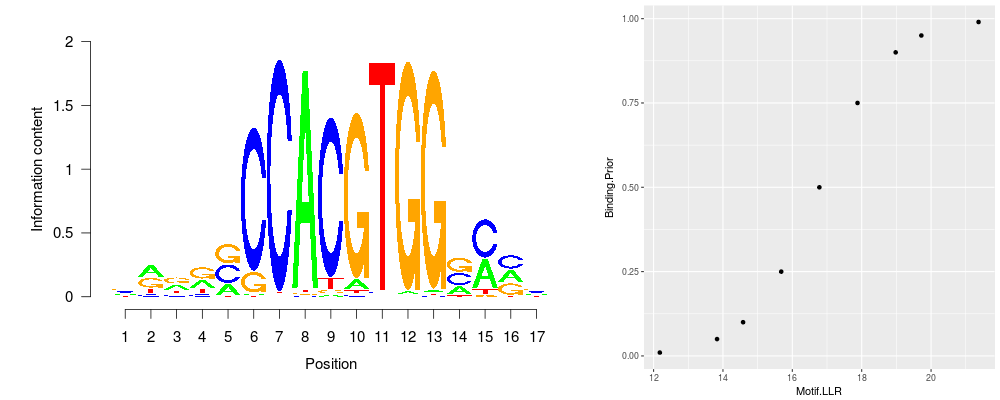 Information content
2
1.5
1
0.5
0
CCACGTGG
1 2 3 4 5 6 7 8 9 10 11 12 13 14 15 16 17
Position
Binding.Prior
1.00
0.75
0.50
0.25
0.00
12 14 16 18 20
Motif.LLR